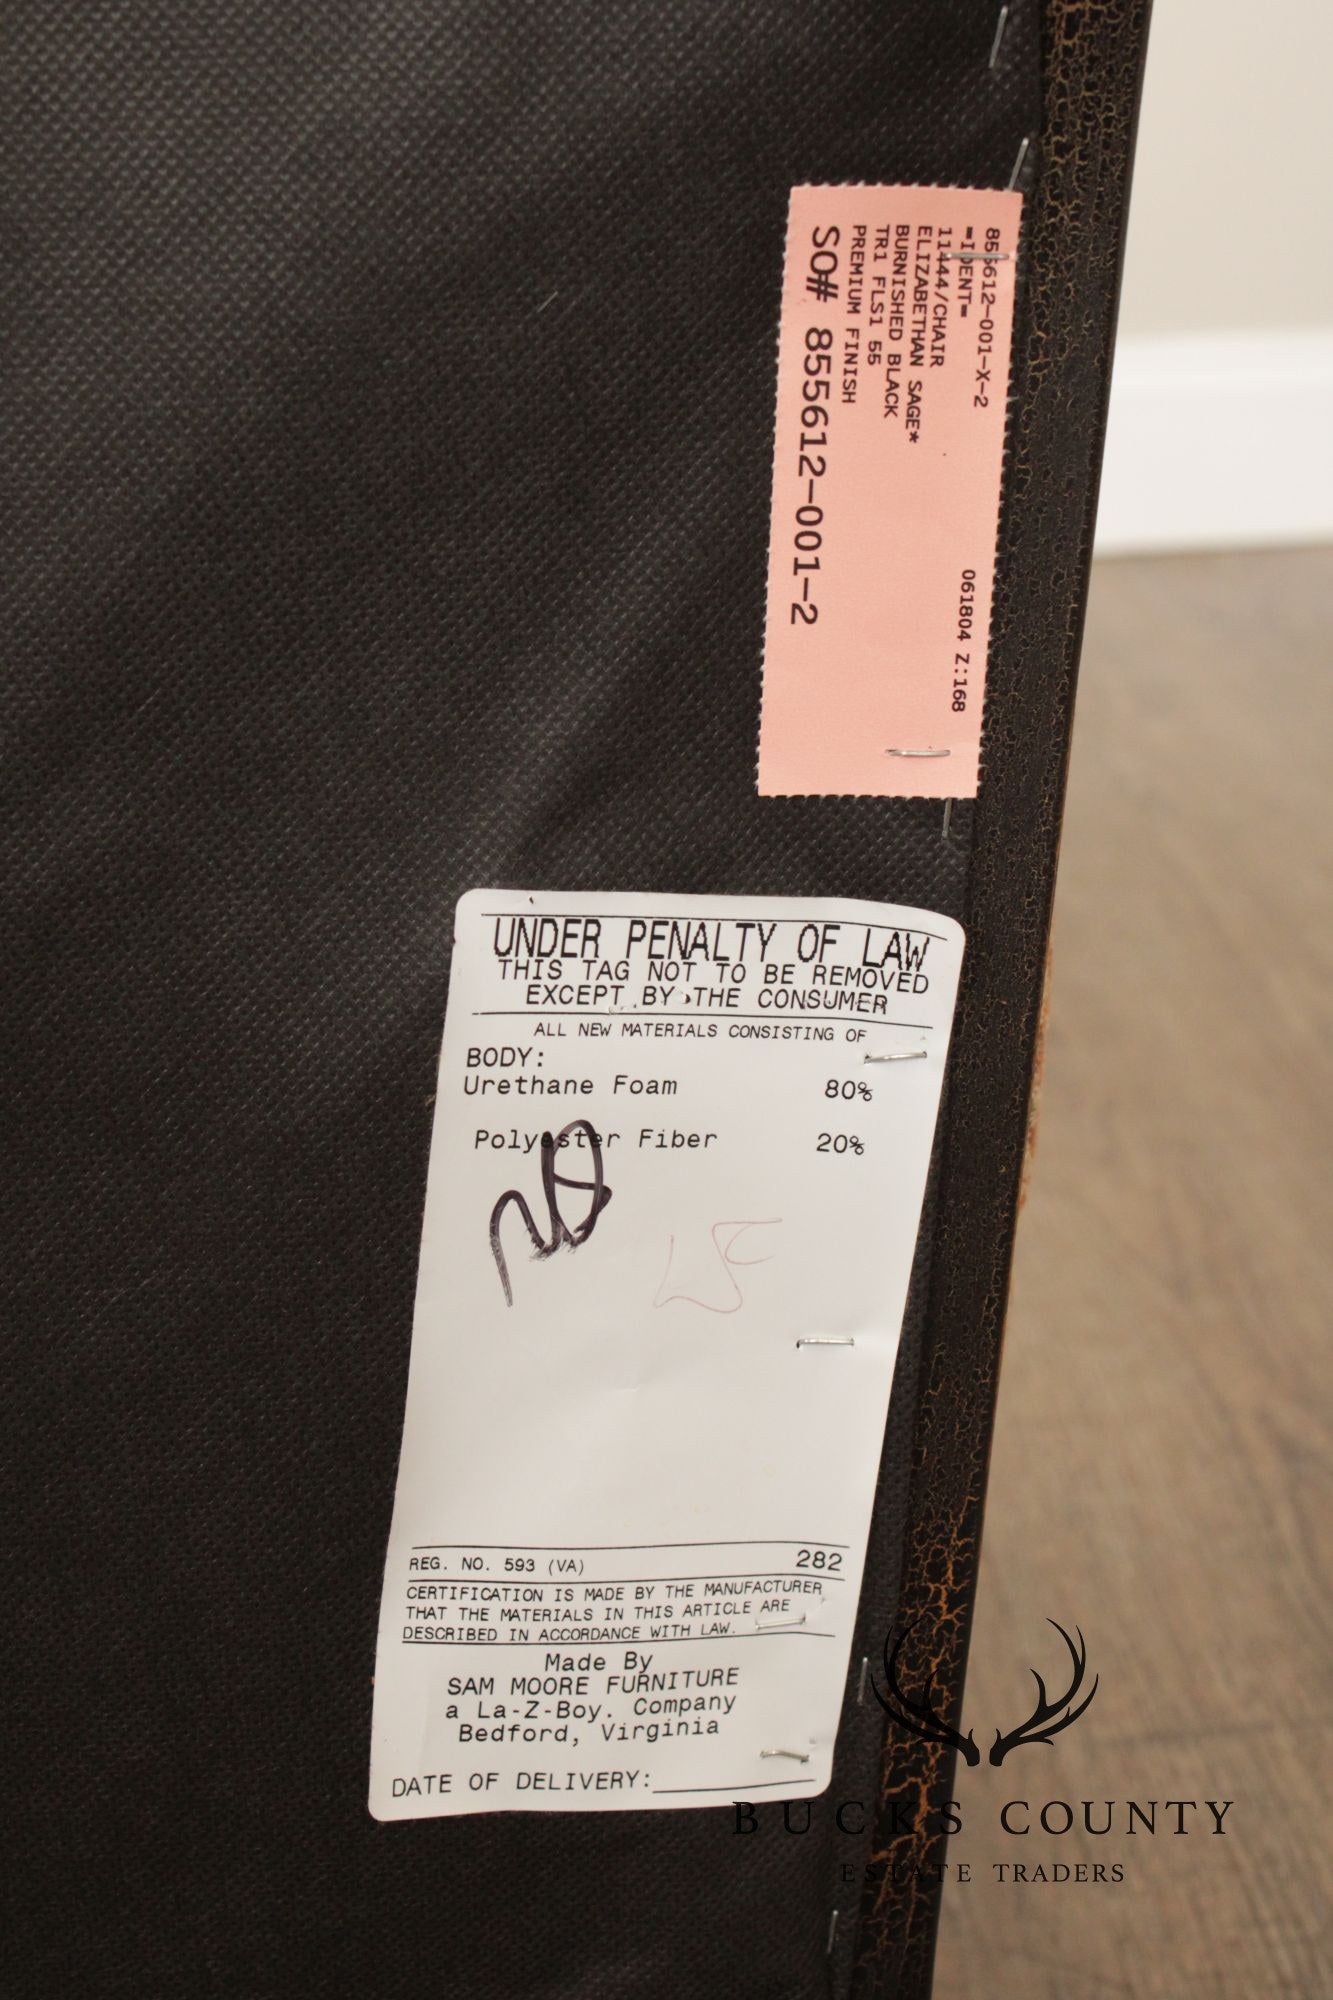 855612-001-X-2
=IDENT= 061804 Z:168
11444/CHAIR
ELIZABETHAN SAGE*
BURNISHED BLACK
TR1 FLS1 55
PREMIUM FINISH
SO# 855612-001-2
UNDER PENALTY OF LAW
THIS TAG NOT TO BE REMOVED
EXCEPT BY THE CONSUMER
ALL NEW MATERIALS CONSISTING OF
BODY:
Urethane Foam 80%
Polyester Fiber 20%
REG. NO. 593 (VA) 282
CERTIFICATION IS MADE BY THE MANUFACTURER
THAT THE MATERIALS IN THIS ARTICLE ARE
DESCRIBED IN ACCORDANCE WITH LAW.
Made By
SAM MOORE FURNITURE
a La-Z-Boy. Company
Bedford, Virginia
DATE OF DELIVERY:
BUCKS COUNTY
ESTATE TRADERS